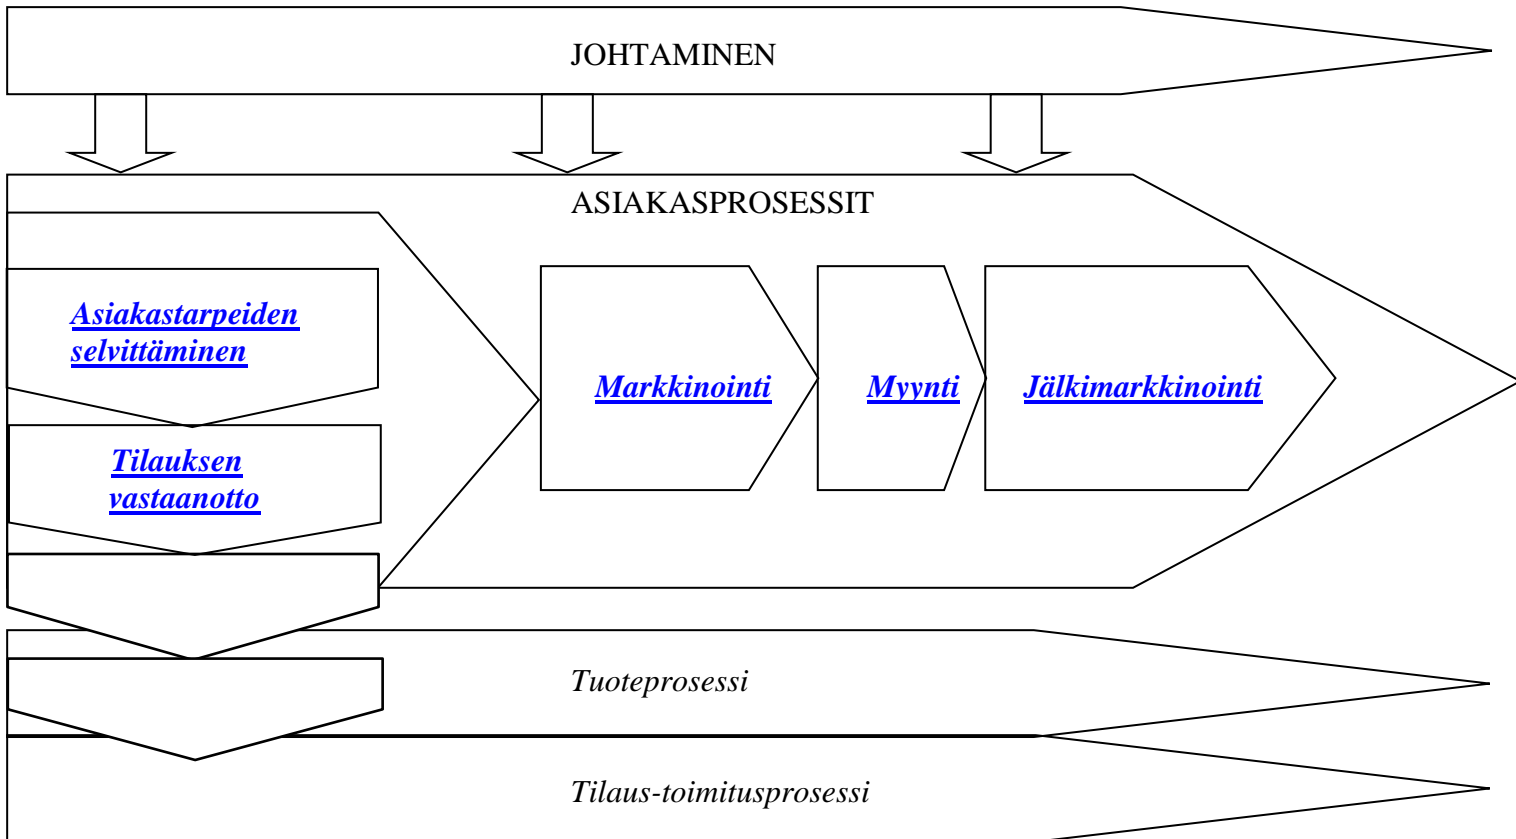 JOHTAMINEN
ASIAKASPROSESSIT
Asiakastarpeiden
selvittäminen
Markkinointi
Myynti
Jälkimarkkinointi
Tilauksen
vastaanotto
Tuoteprosessi
Tilaus-toimitusprosessi